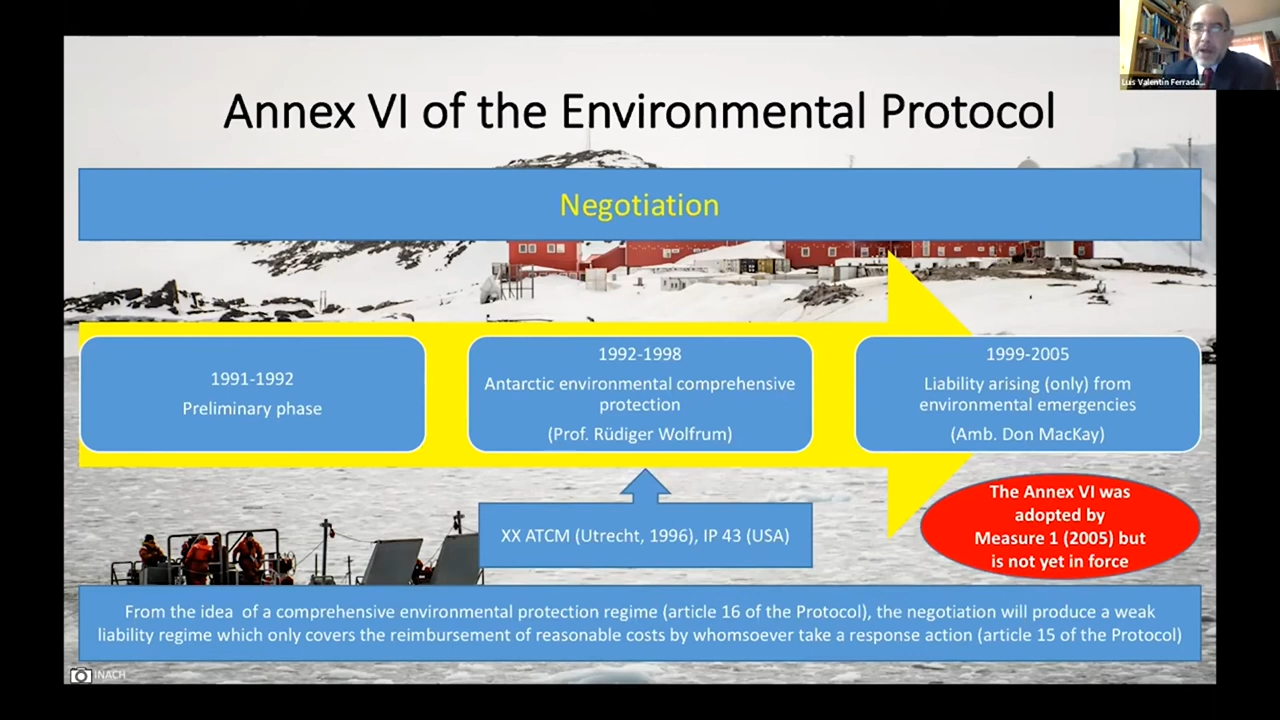 Luis Valentín Ferrada...
Annex VI of the Environmental Protocol
Negotiation
1991-1992
Preliminary phase
1992-1998
Antarctic environmental comprehensive
protection
(Prof. Rüdiger Wolfrum)
1999-2005
Liability arising (only) from
environmental emergencies
(Amb. Don MacKay)
XX ATCM (Utrecht, 1996), IP 43 (USA)
The Annex VI was
adopted by
Measure 1 (2005) but
is not yet in force
From the idea of a comprehensive environmental protection regime (article 16 of the Protocol), the negotiation will produce a weak
liability regime which only covers the reimbursement of reasonable costs by whomsoever take a response action (article 15 of the Protocol)
INACH